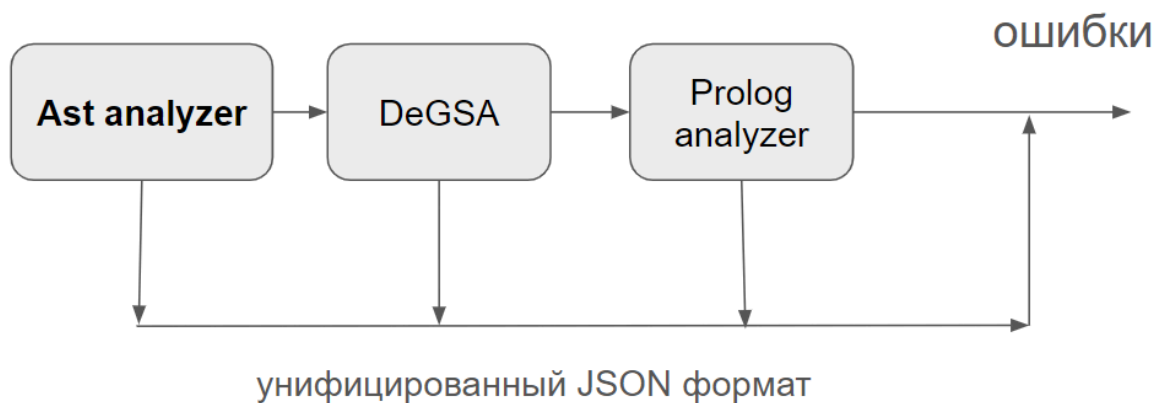 ошибки
Ast analyzer
DeGSA
Prolog
analyzer
унифицированный JSON формат